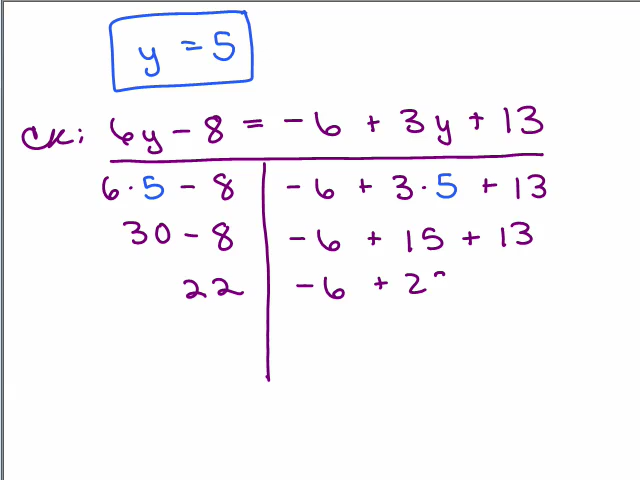 y = 5
CK: 6y - 8 = -6 + 3y + 13
6 · 5 - 8 | -6 + 3 · 5 + 13
30 - 8 | -6 + 15 + 13
22 | -6 + 2